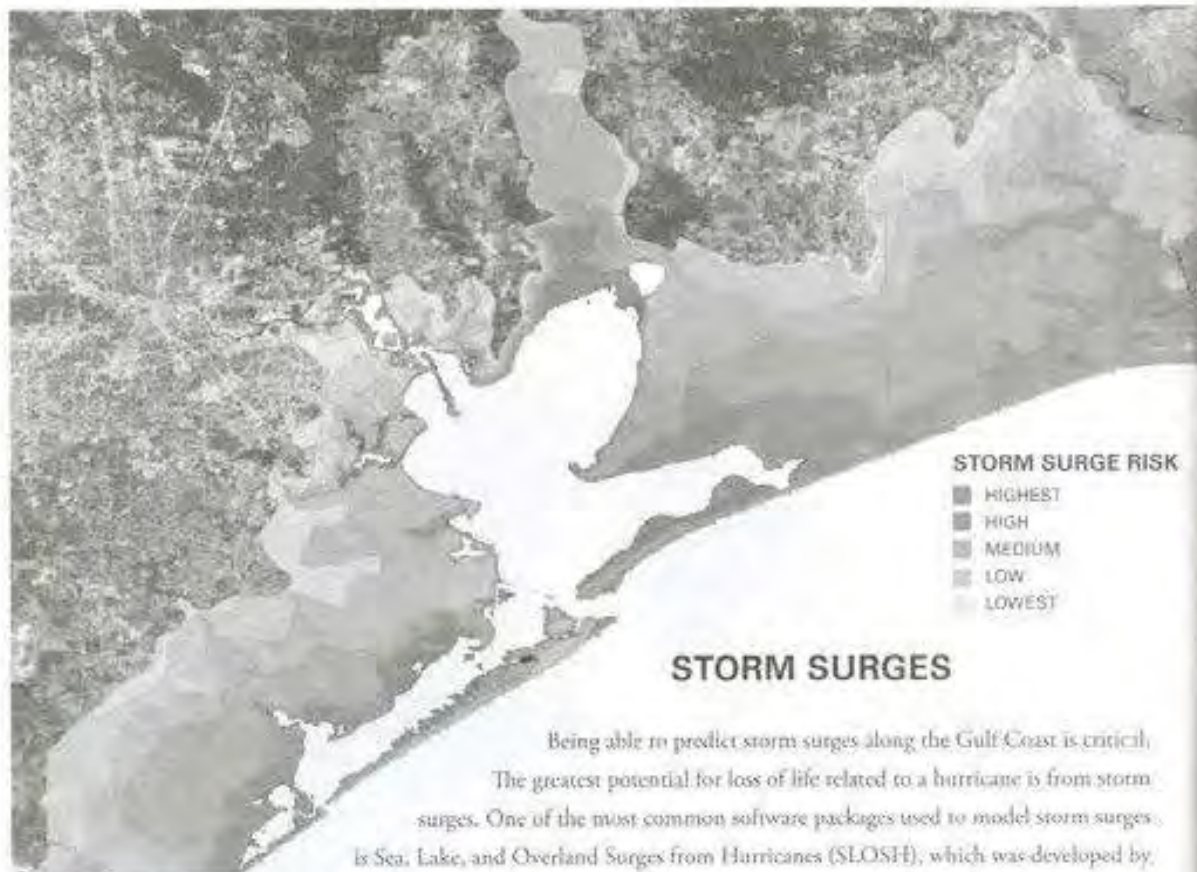 STORM SURGE RISK
HIGHEST
HIGH
MEDIUM
LOW
LOWEST
STORM SURGES
Being able to predict storm surges along the Gulf Coast is critical.
The greatest potential for loss of life related to a hurricane is from storm
surges. One of the most common software packages used to model storm surges
is Sea, Lake, and Overland Surges from Hurricanes (SLOSH), which was developed by